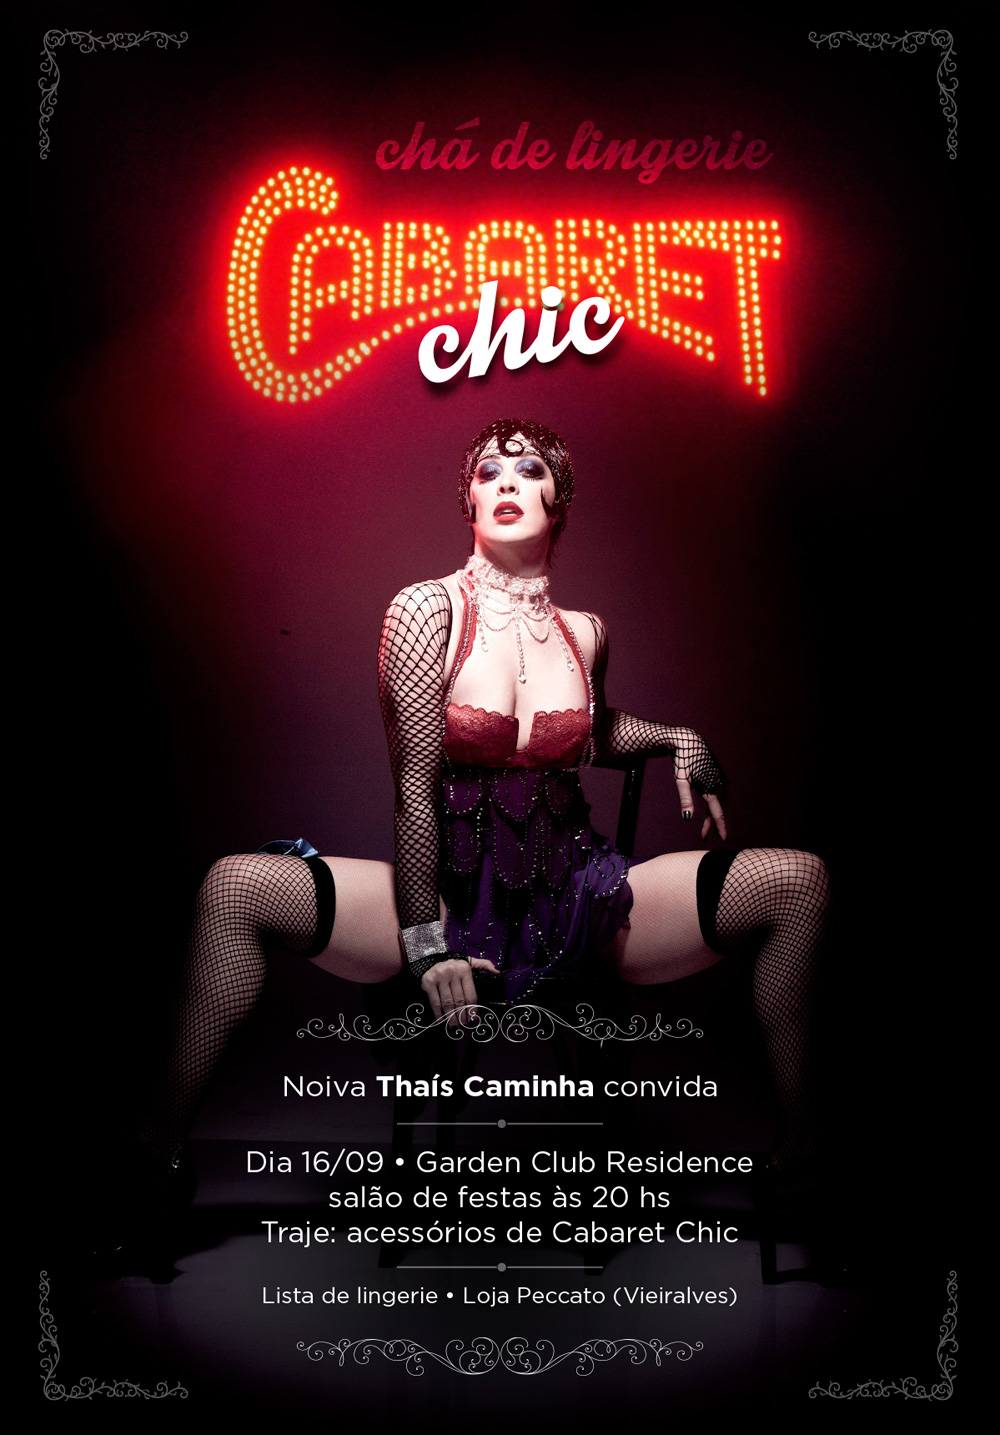 chá de lingerie
CABARET
chic
Noiva Thaís Caminha convida
Dia 16/09 • Garden Club Residence
salão de festas às 20 hs
Traje: acessórios de Cabaret Chic
Lista de lingerie • Loja Peccato (Vieiralves)